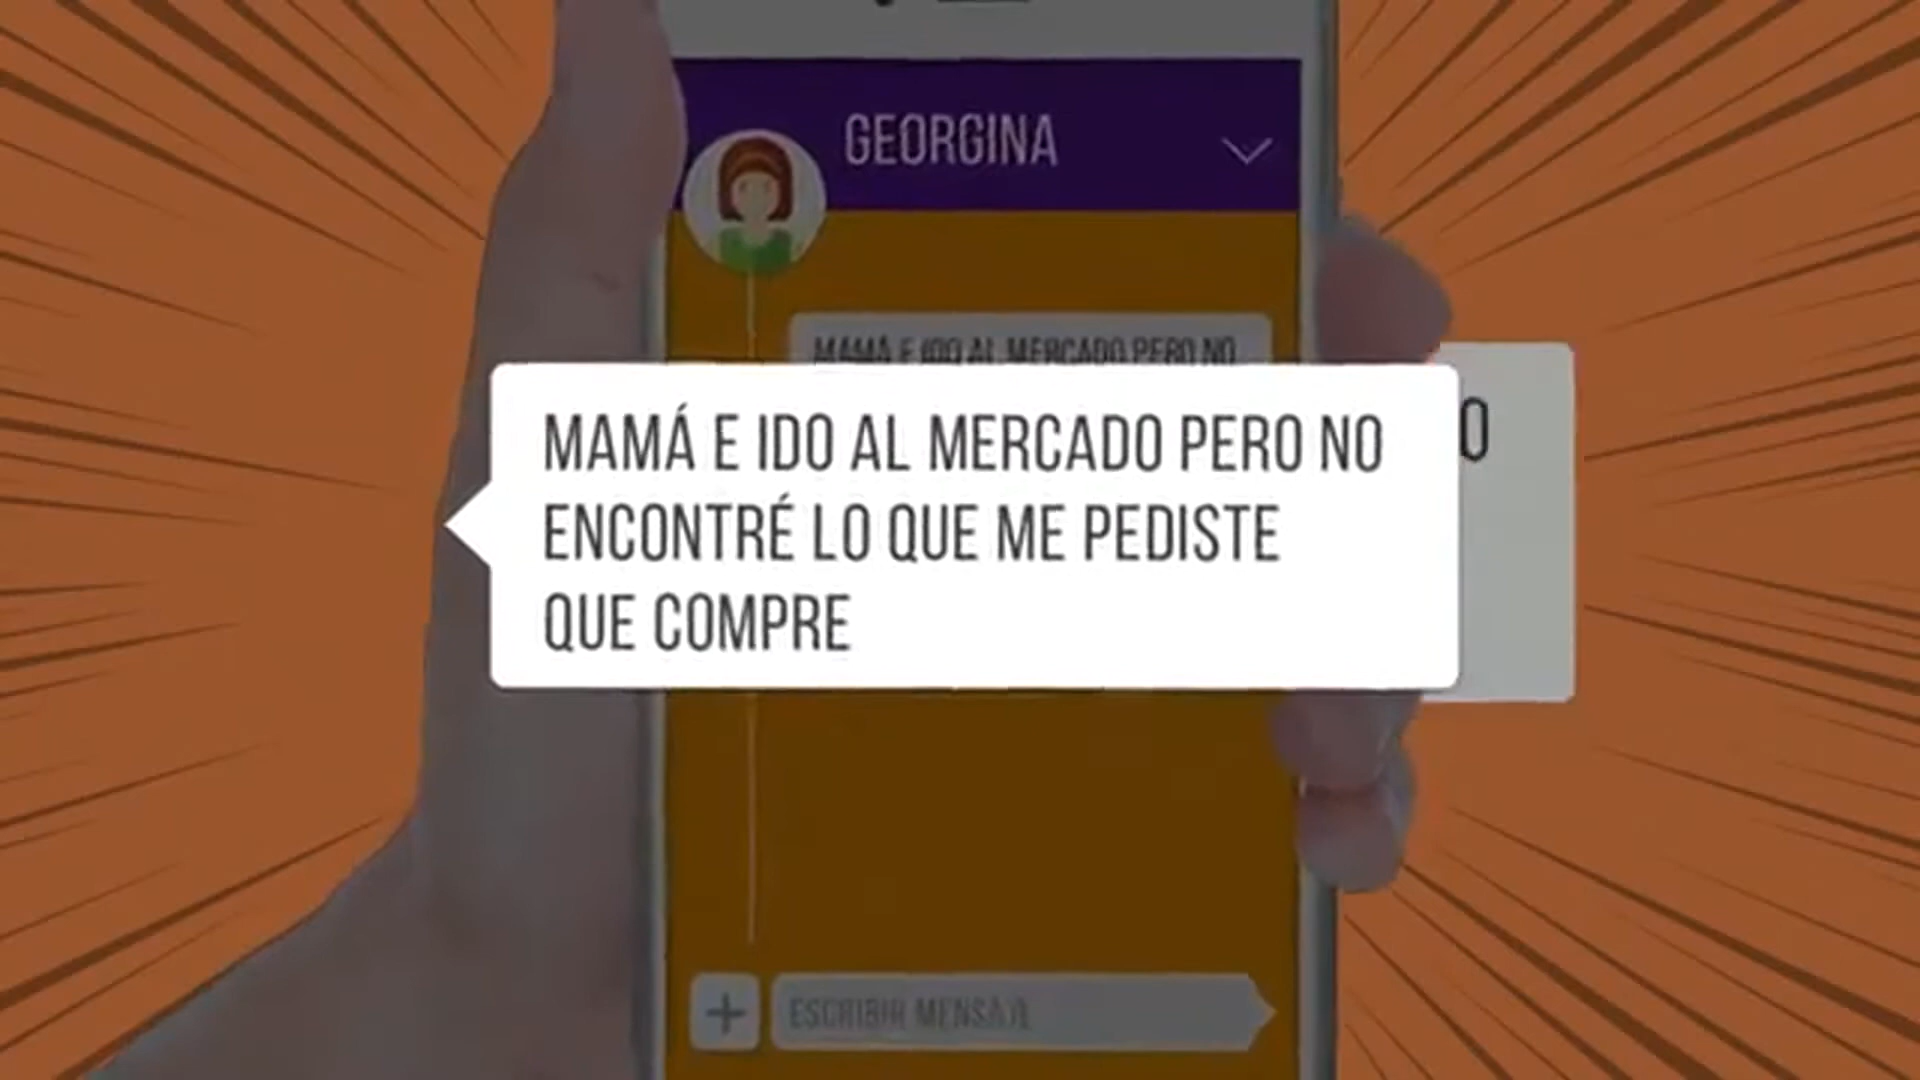 GEORGINA
MAMÁ E IDO AL MERCADO PERO NO
MAMÁ E IDO AL MERCADO PERO NO
ENCONTRÉ LO QUE ME PEDISTE
QUE COMPRE
O
ESCRIBIR MENSAJE